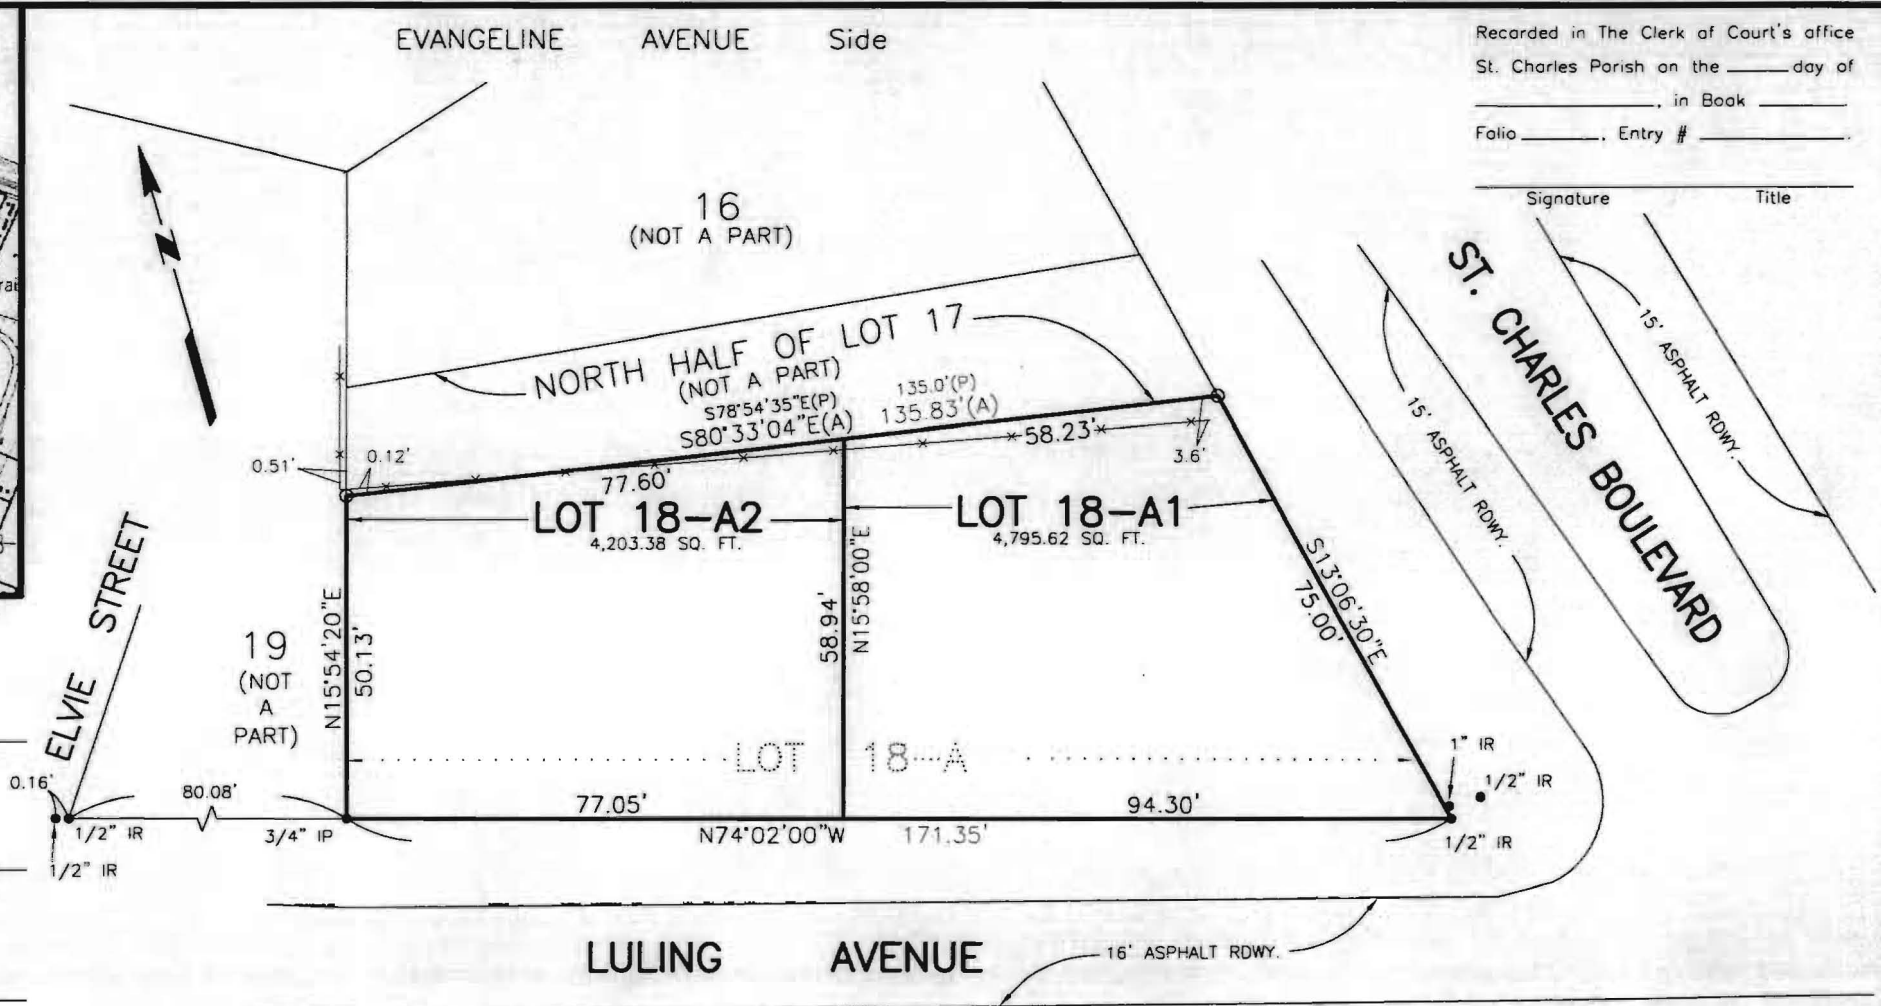 EVANGELINE AVENUE Side
Recorded in The Clerk of Court's office
St. Charles Parish on the ______ day of
____________, in Book ______
Folio ______, Entry # __________.
Signature Title
16
(NOT A PART)
NORTH HALF OF LOT 17
(NOT A PART)
S78°54'35"E(P) 135.0'(P)
S80°33'04"E(A) 135.83'(A)
58.23'
3.6'
0.51'
0.12'
77.60'
LOT 18-A2
4,203.38 SQ. FT.
LOT 18-A1
4,795.62 SQ. FT.
N15°54'20"E
50.13'
58.94'
N15°58'00"E
S13°06'30"E
75.00'
ST. CHARLES BOULEVARD
15' ASPHALT RDWY.
15' ASPHALT RDWY.
ELVIE STREET
19
(NOT
A
PART)
N
LOT 18-A
0.16'
80.08'
1/2" IR
1/2" IR
3/4" IP
77.05'
94.30'
N74°02'00"W 171.35'
1" IR
1/2" IR
1/2" IR
LULING AVENUE
16' ASPHALT RDWY.